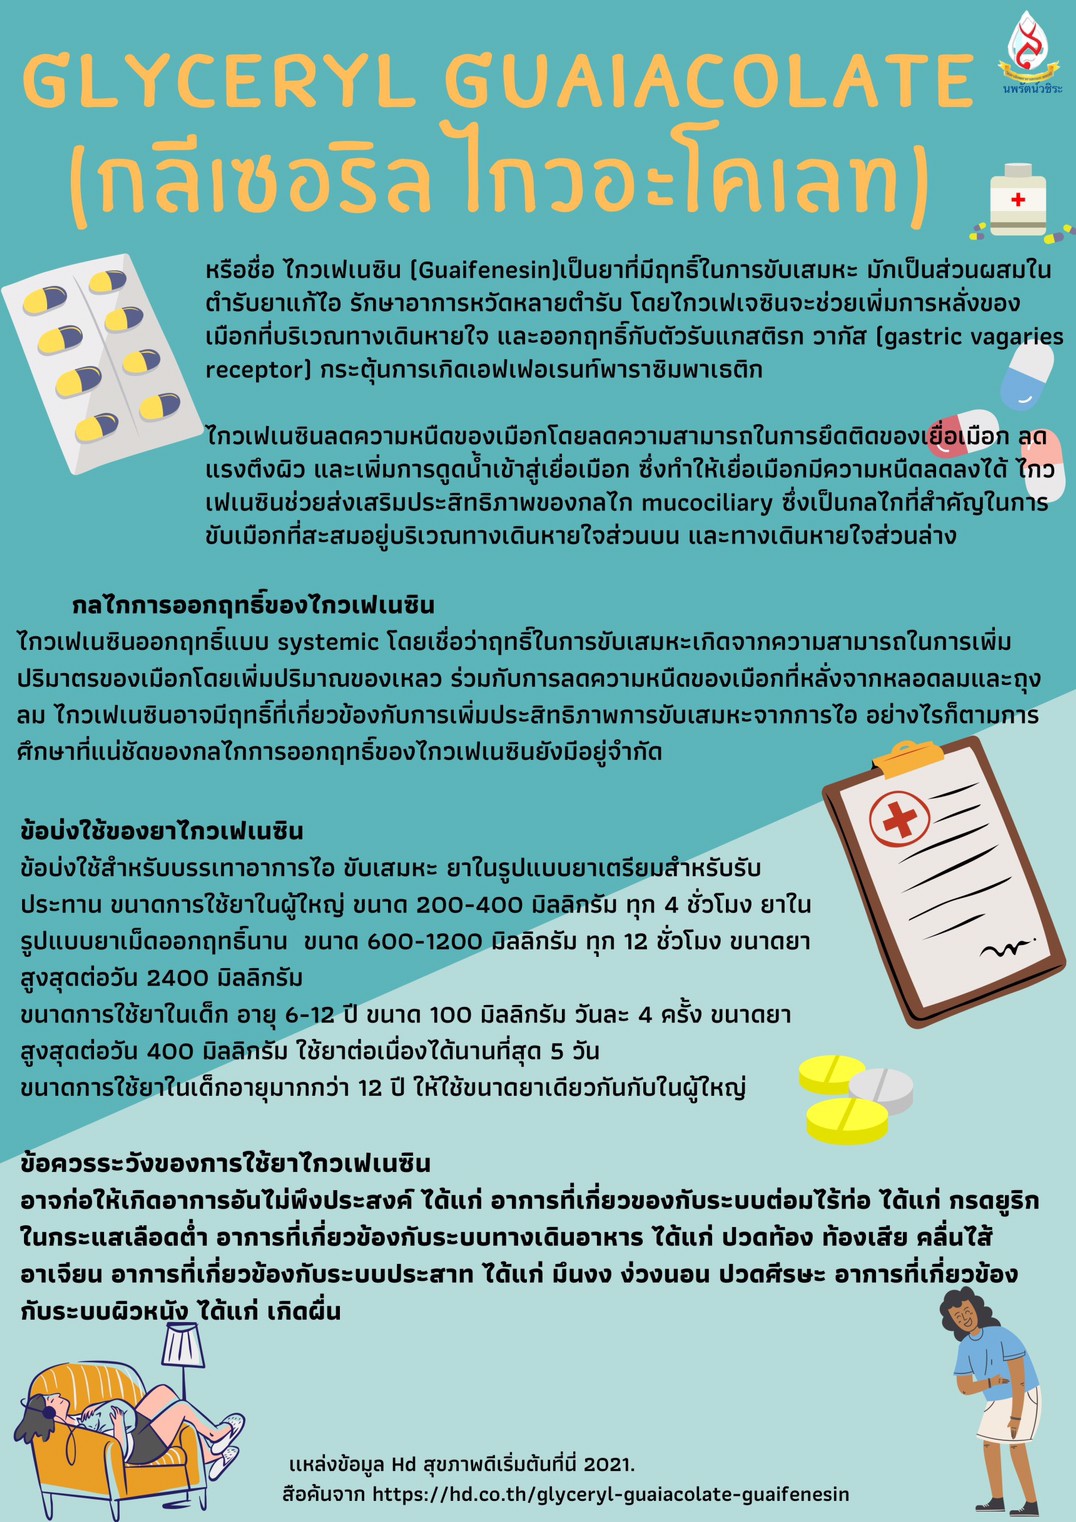 GLYCERYL GUAIACOLATE
(กลีเซอริล ไกวอะโคเลท)
นพรัตน์วชิระ
หรือชื่อ ไกวเฟเนซิน (Guaifenesin)เป็นยาที่มีฤทธิ์ในการขับเสมหะ มักเป็นส่วนผสมใน
ตำรับยาแก้ไอ รักษาอาการหวัดหลายตำรับ โดยไกวเฟเจซินจะช่วยเพิ่มการหลั่งของ
เมือกที่บริเวณทางเดินหายใจ และออกฤทธิ์กับตัวรับแกสติรก วากัส (gastric vagaries
receptor) กระตุ้นการเกิดเอฟเฟอเรนท์พาราซิมพาเธติก
ไกวเฟเนซินลดความหนืดของเมือกโดยลดความสามารถในการยึดติดของเยื่อเมือก ลด
แรงตึงผิว และเพิ่มการดูดน้ำเข้าสู่เยื่อเมือก ซึ่งทำให้เยื่อเมือกมีความหนืดลดลงได้ ไกว
เฟเนซินช่วยส่งเสริมประสิทธิภาพของกลไก mucociliary ซึ่งเป็นกลไกที่สำคัญในการ
ขับเมือกที่สะสมอยู่บริเวณทางเดินหายใจส่วนบน และทางเดินหายใจส่วนล่าง
กลไกการออกฤทธิ์ของไกวเฟเนซิน
ไกวเฟเนซินออกฤทธิ์แบบ systemic โดยเชื่อว่าฤทธิ์ในการขับเสมหะเกิดจากความสามารถในการเพิ่ม
ปริมาตรของเมือกโดยเพิ่มปริมาณของเหลว ร่วมกับการลดความหนืดของเมือกที่หลั่งจากหลอดลมและถุง
ลม ไกวเฟเนซินอาจมีฤทธิ์ที่เกี่ยวข้องกับการเพิ่มประสิทธิภาพการขับเสมหะจากการไอ อย่างไรก็ตามการ
ศึกษาที่แน่ชัดของกลไกการออกฤทธิ์ของไกวเฟเนซินยังมีอยู่จำกัด
ข้อบ่งใช้ของยาไกวเฟเนซิน
ข้อบ่งใช้สำหรับบรรเทาอาการไอ ขับเสมหะ ยาในรูปแบบยาเตรียมสำหรับรับ
ประทาน ขนาดการใช้ยาในผู้ใหญ่ ขนาด 200-400 มิลลิกรัม ทุก 4 ชั่วโมง ยาใน
รูปแบบยาเม็ดออกฤทธิ์นาน ขนาด 600-1200 มิลลิกรัม ทุก 12 ชั่วโมง ขนาดยา
สูงสุดต่อวัน 2400 มิลลิกรัม
ขนาดการใช้ยาในเด็ก อายุ 6-12 ปี ขนาด 100 มิลลิกรัม วันละ 4 ครั้ง ขนาดยา
สูงสุดต่อวัน 400 มิลลิกรัม ใช้ยาต่อเนื่องได้นานที่สุด 5 วัน
ขนาดการใช้ยาในเด็กอายุมากกว่า 12 ปี ให้ใช้ขนาดยาเดียวกันกับในผู้ใหญ่
ข้อควรระวังของการใช้ยาไกวเฟเนซิน
อาจก่อให้เกิดอาการอันไม่พึงประสงค์ ได้แก่ อาการที่เกี่ยวของกับระบบต่อมไร้ท่อ ได้แก่ กรดยูริก
ในกระแสเลือดต่ำ อาการที่เกี่ยวข้องกับระบบทางเดินอาหาร ได้แก่ ปวดท้อง ท้องเสีย คลื่นไส้
อาเจียน อาการที่เกี่ยวข้องกับระบบประสาท ได้แก่ มึนงง ง่วงนอน ปวดศีรษะ อาการที่เกี่ยวข้อง
กับระบบผิวหนัง ได้แก่ เกิดผื่น
แหล่งข้อมูล Hd สุขภาพดีเริ่มต้นที่นี่ 2021.
สือค้นจาก https://hd.co.th/glyceryl-guaiacolate-guaifenesin